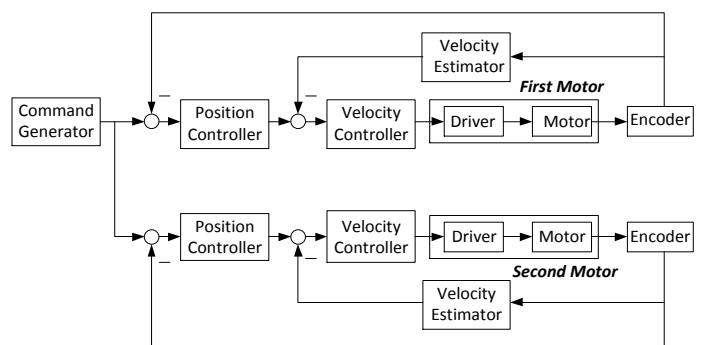 Velocity
Estimator
First Motor
Command
Generator
Position
Controller
Velocity
Controller
Driver
Motor
Encoder
Position
Controller
Velocity
Controller
Driver
Motor
Encoder
Second Motor
Velocity
Estimator